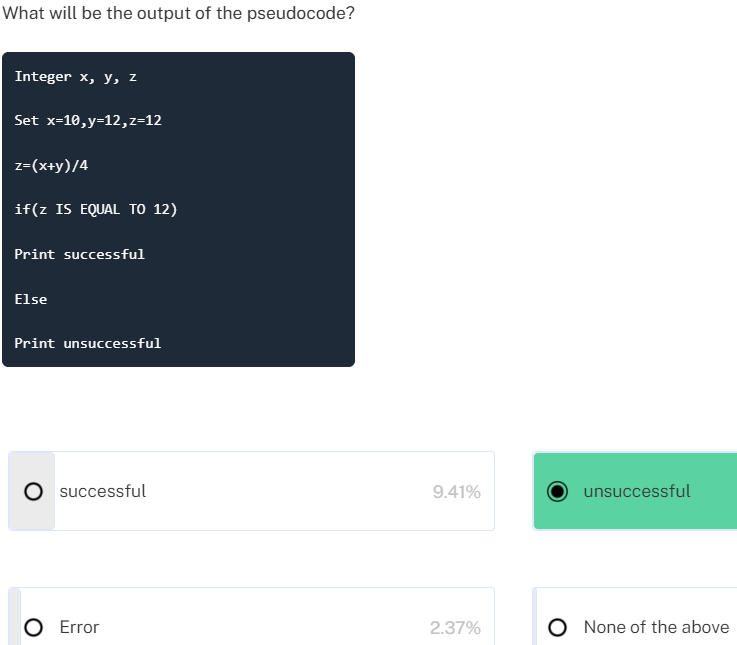 What will be the output of the pseudocode?
Integer x, y, z
Set x=10,y=12,z=12
z=(x+y)/4
if(z IS EQUAL TO 12)
Print successful
Else
Print unsuccessful
successful 9.41%
unsuccessful
Error 2.37%
None of the above